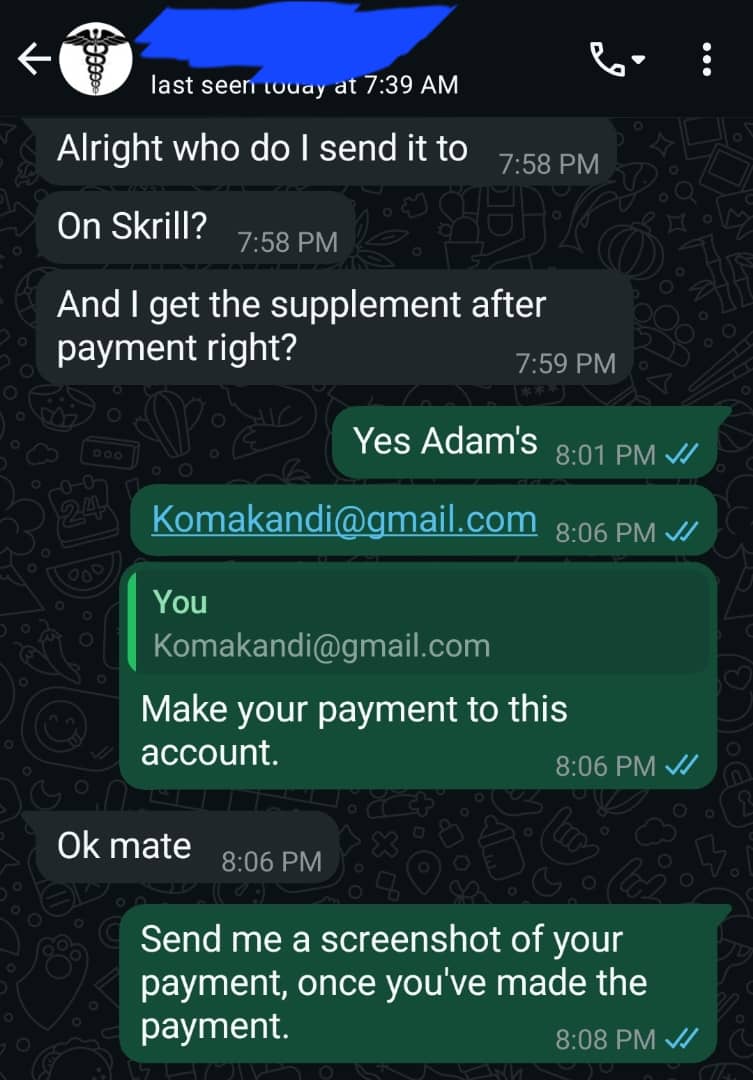 last seen today at 7:39 AM
Alright who do I send it to 7:58 PM
On Skrill? 7:58 PM
And I get the supplement after
payment right? 7:59 PM
Yes Adam's 8:01 PM
Komakandi@gmail.com 8:06 PM
You
Komakandi@gmail.com
Make your payment to this
account. 8:06 PM
Ok mate 8:06 PM
Send me a screenshot of your
payment, once you've made the
payment. 8:08 PM